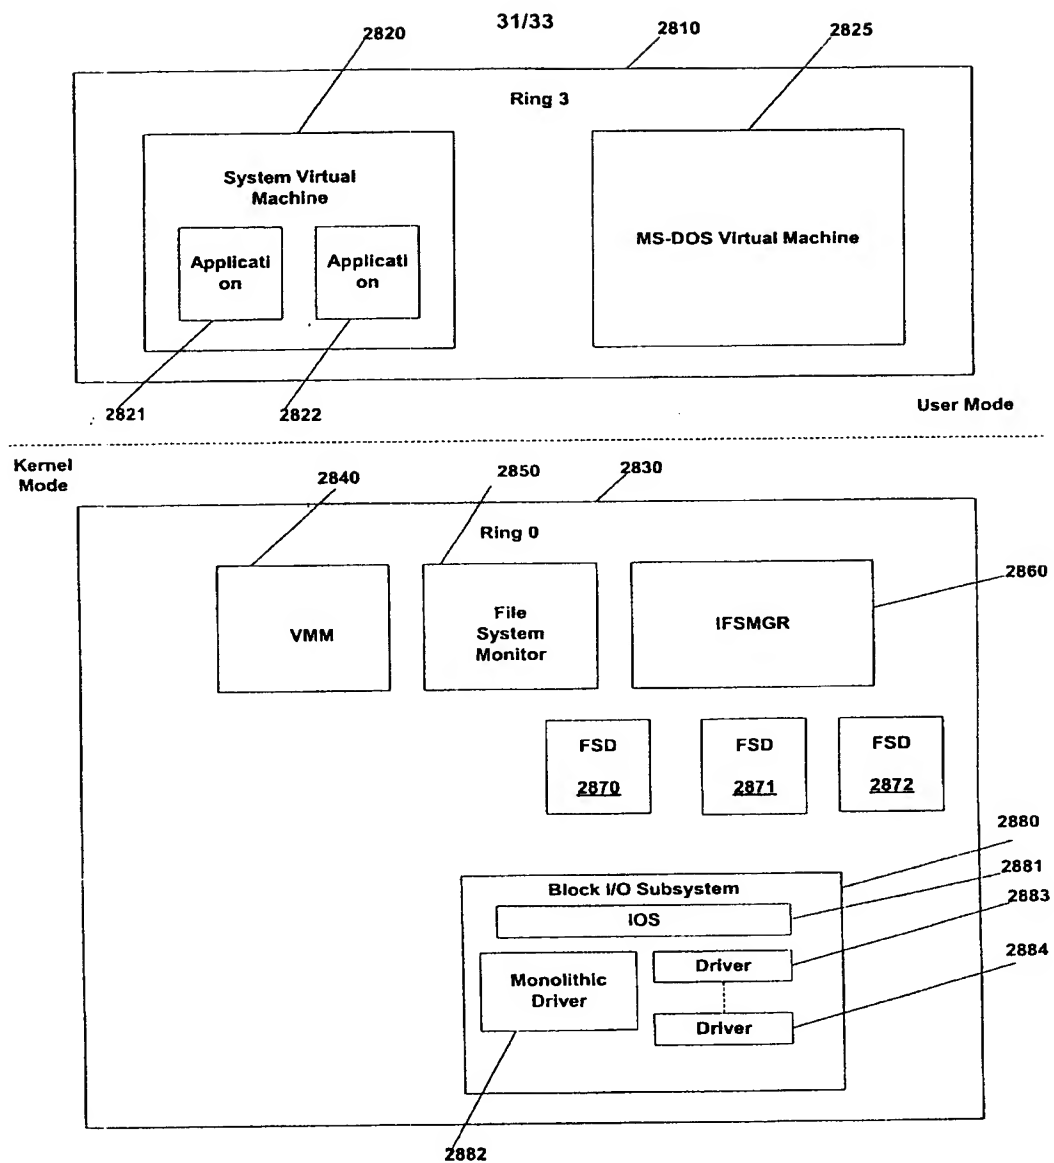 31/33
2820
2810
2825
Ring 3
System Virtual
Machine
Applicati
on
Applicati
on
MS-DOS Virtual Machine
2821
2822
User Mode
Kernel
Mode
2840
2850
2830
Ring 0
2860
VMM
File
System
Monitor
IFSMGR
FSD
2870
FSD
2871
FSD
2872
2880
2881
2883
2884
Block I/O Subsystem
IOS
Monolithic
Driver
Driver
Driver
2882